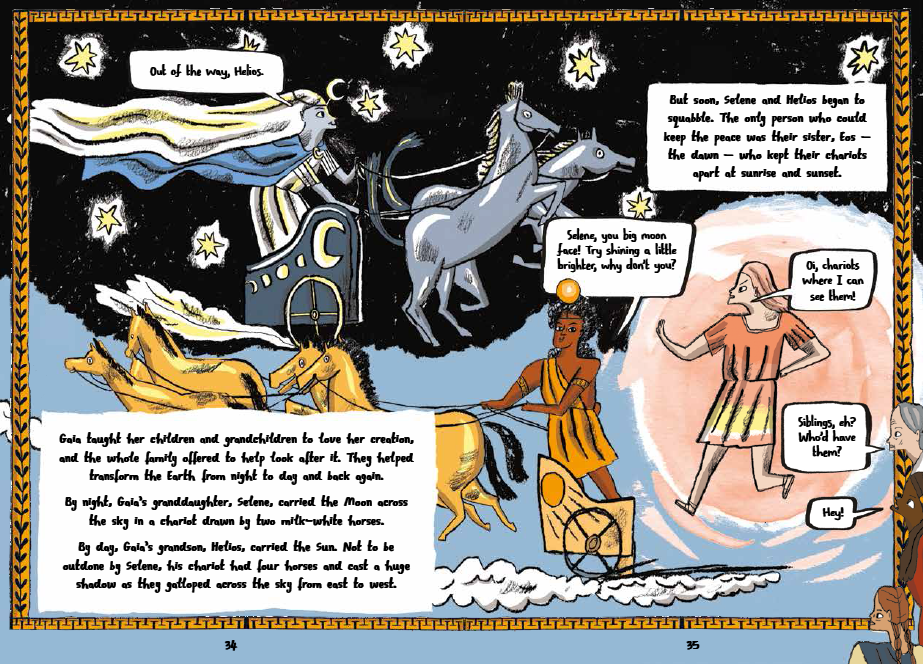 Out of the way, Helios.
But soon, Selene and Helios began to
squabble. The only person who could
keep the peace was their sister, Eos —
the dawn — who kept their chariots
apart at sunrise and sunset.
Selene, you big moon
face! Try shining a little
brighter, why don't you?
Oi, chariots
where I can
see them!
Gaia taught her children and grandchildren to love her creation,
and the whole family offered to help look after it. They helped
transform the Earth from night to day and back again.
By night, Gaia's granddaughter, Selene, carried the Moon across
the sky in a chariot drawn by two milk-white horses.
By day, Gaia's grandson, Helios, carried the Sun. Not to be
outdone by Selene, his chariot had four horses and cast a huge
shadow as they galloped across the sky from east to west.
Siblings, eh?
Who'd have
them?
Hey!
34
35